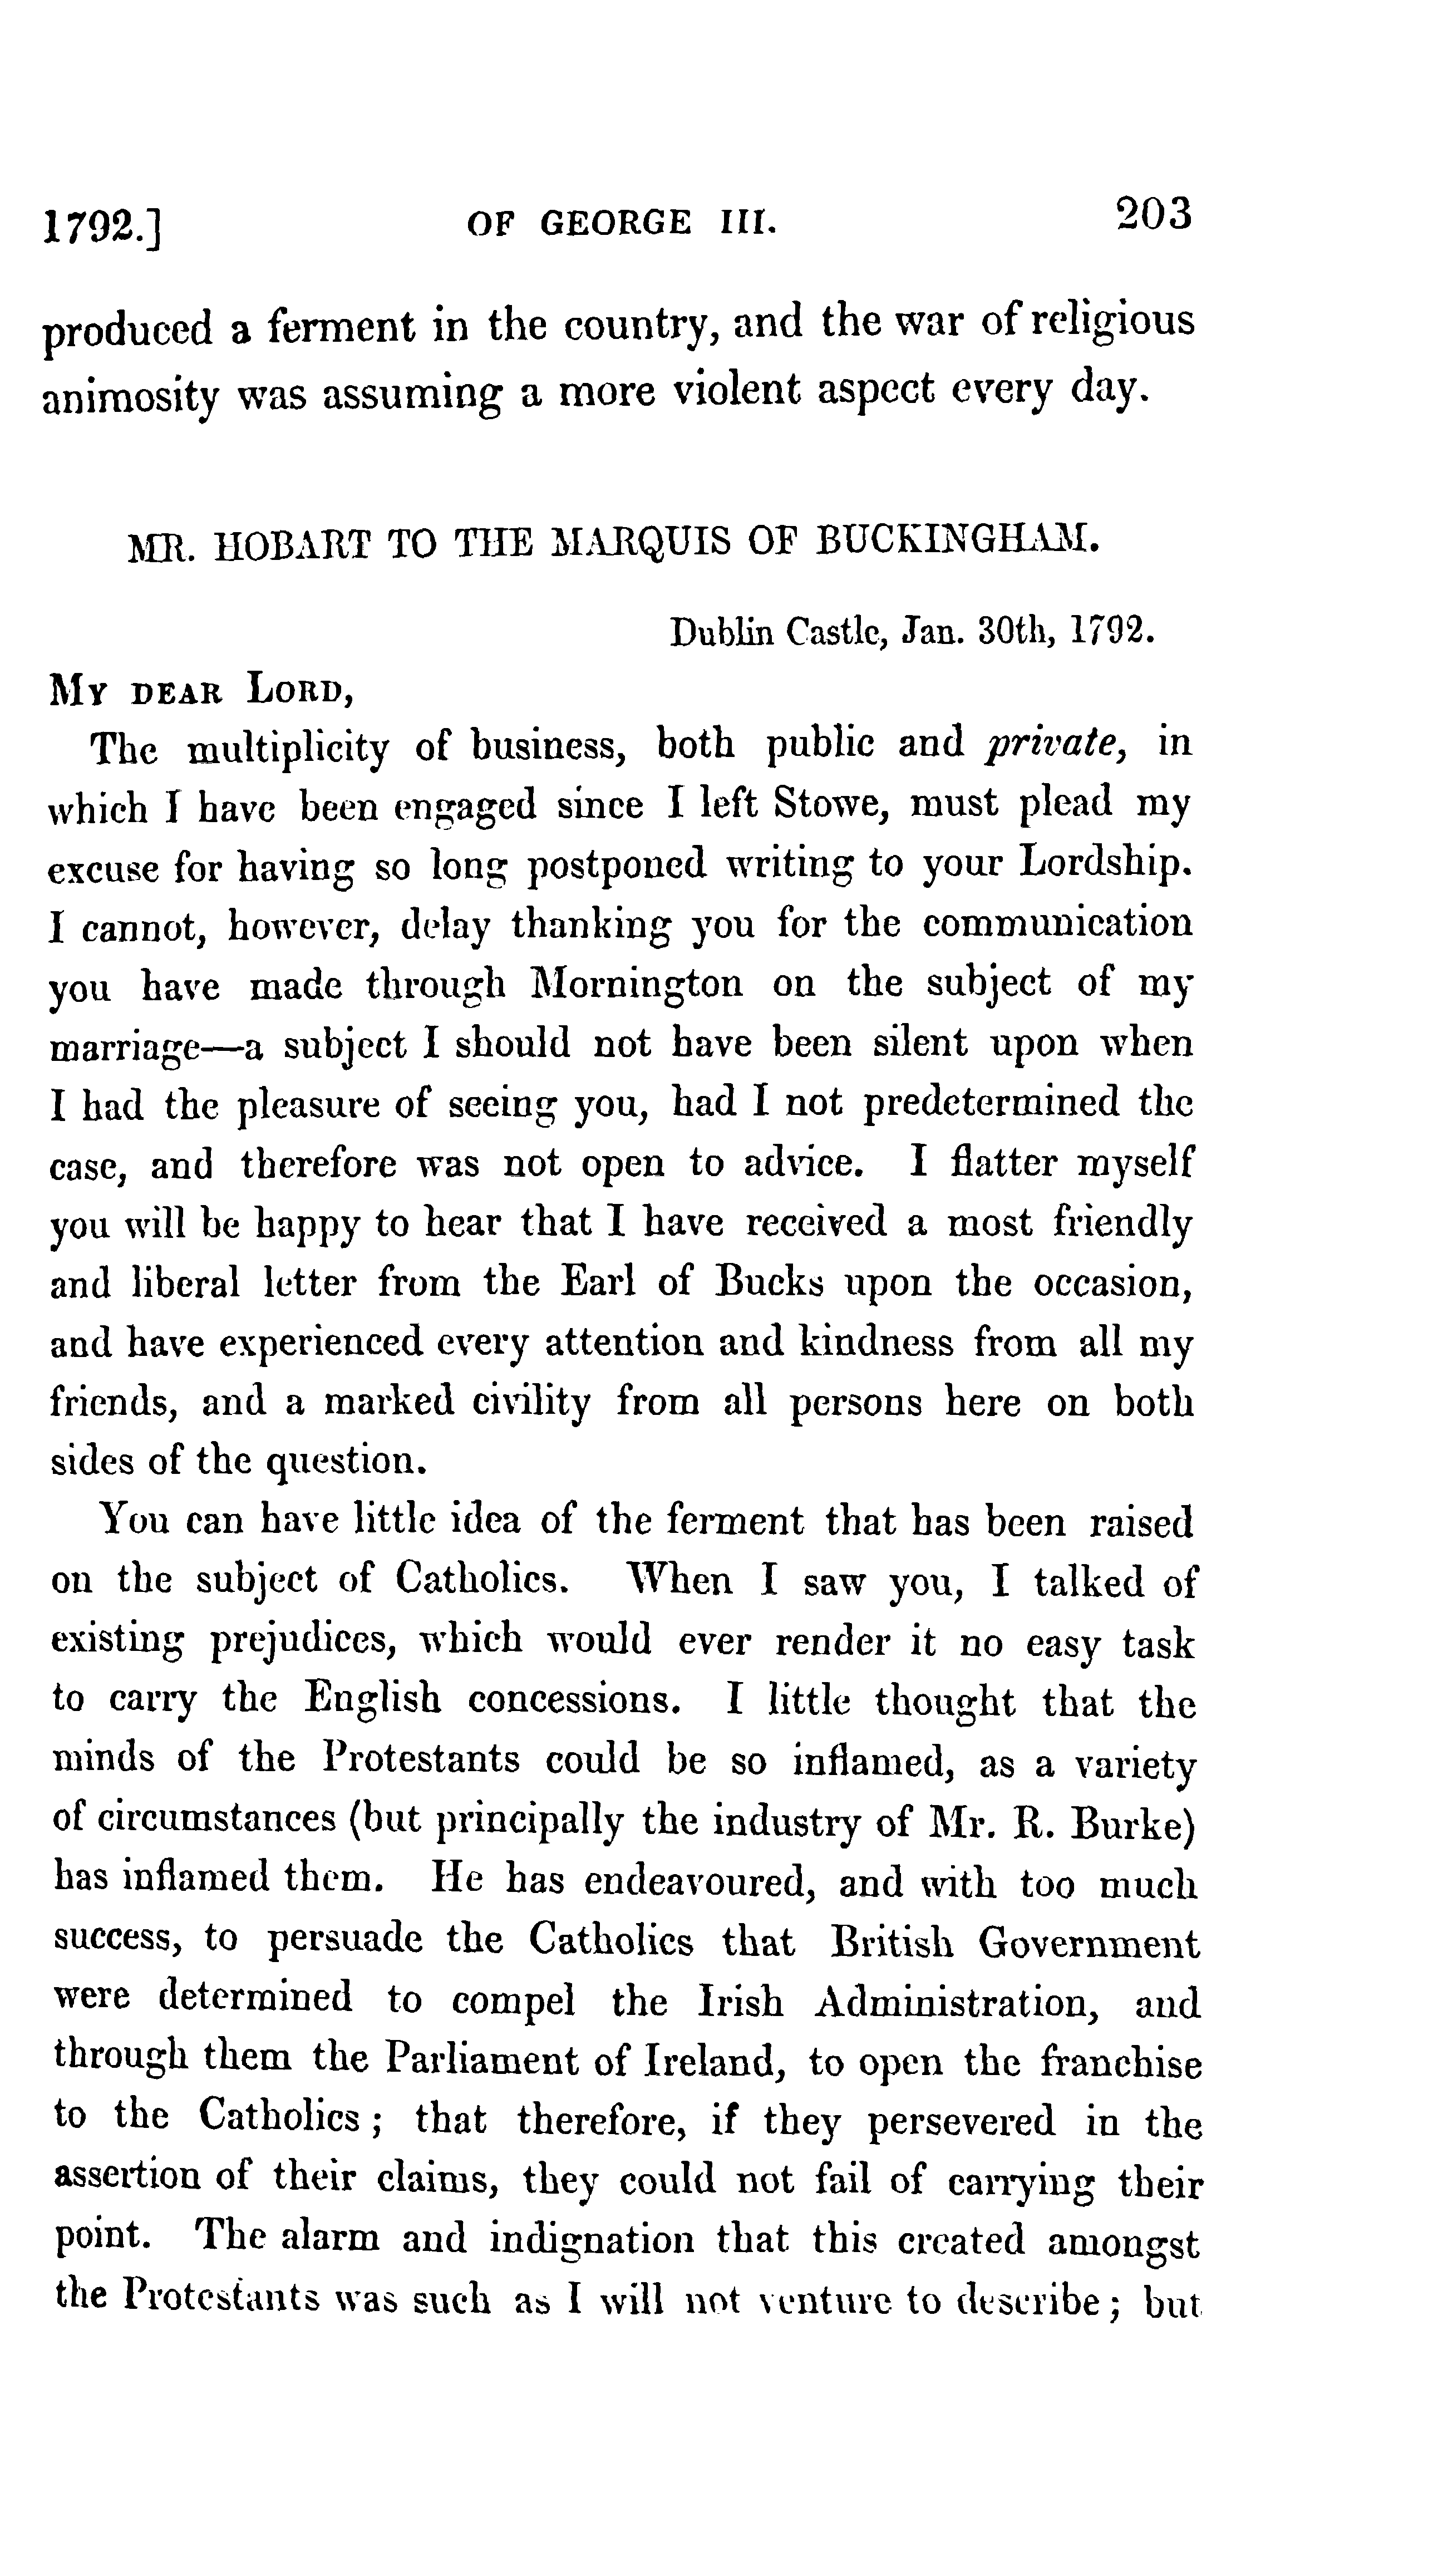 1792.] OF GEORGE III. 203
produced a ferment in the country, and the war of religious
animosity was assuming a more violent aspect every day.
MR. HOBART TO THE MARQUIS OF BUCKINGHAM.
Dublin Castle, Jan. 30th, 1792.
MY DEAR LORD,
The multiplicity of business, both public and private, in
which I have been engaged since I left Stowe, must plead my
excuse for having so long postponed writing to your Lordship.
I cannot, however, delay thanking you for the communication
you have made through Mornington on the subject of my
marriage—a subject I should not have been silent upon when
I had the pleasure of seeing you, had I not predetermined the
case, and therefore was not open to advice. I flatter myself
you will be happy to hear that I have received a most friendly
and liberal letter from the Earl of Bucks upon the occasion,
and have experienced every attention and kindness from all my
friends, and a marked civility from all persons here on both
sides of the question.
You can have little idea of the ferment that has been raised
on the subject of Catholics. When I saw you, I talked of
existing prejudices, which would ever render it no easy task
to carry the English concessions. I little thought that the
minds of the Protestants could be so inflamed, as a variety
of circumstances (but principally the industry of Mr. R. Burke)
has inflamed them. He has endeavoured, and with too much
success, to persuade the Catholics that British Government
were determined to compel the Irish Administration, and
through them the Parliament of Ireland, to open the franchise
to the Catholics; that therefore, if they persevered in the
assertion of their claims, they could not fail of carrying their
point. The alarm and indignation that this created amongst
the Protestants was such as I will not venture to describe; but